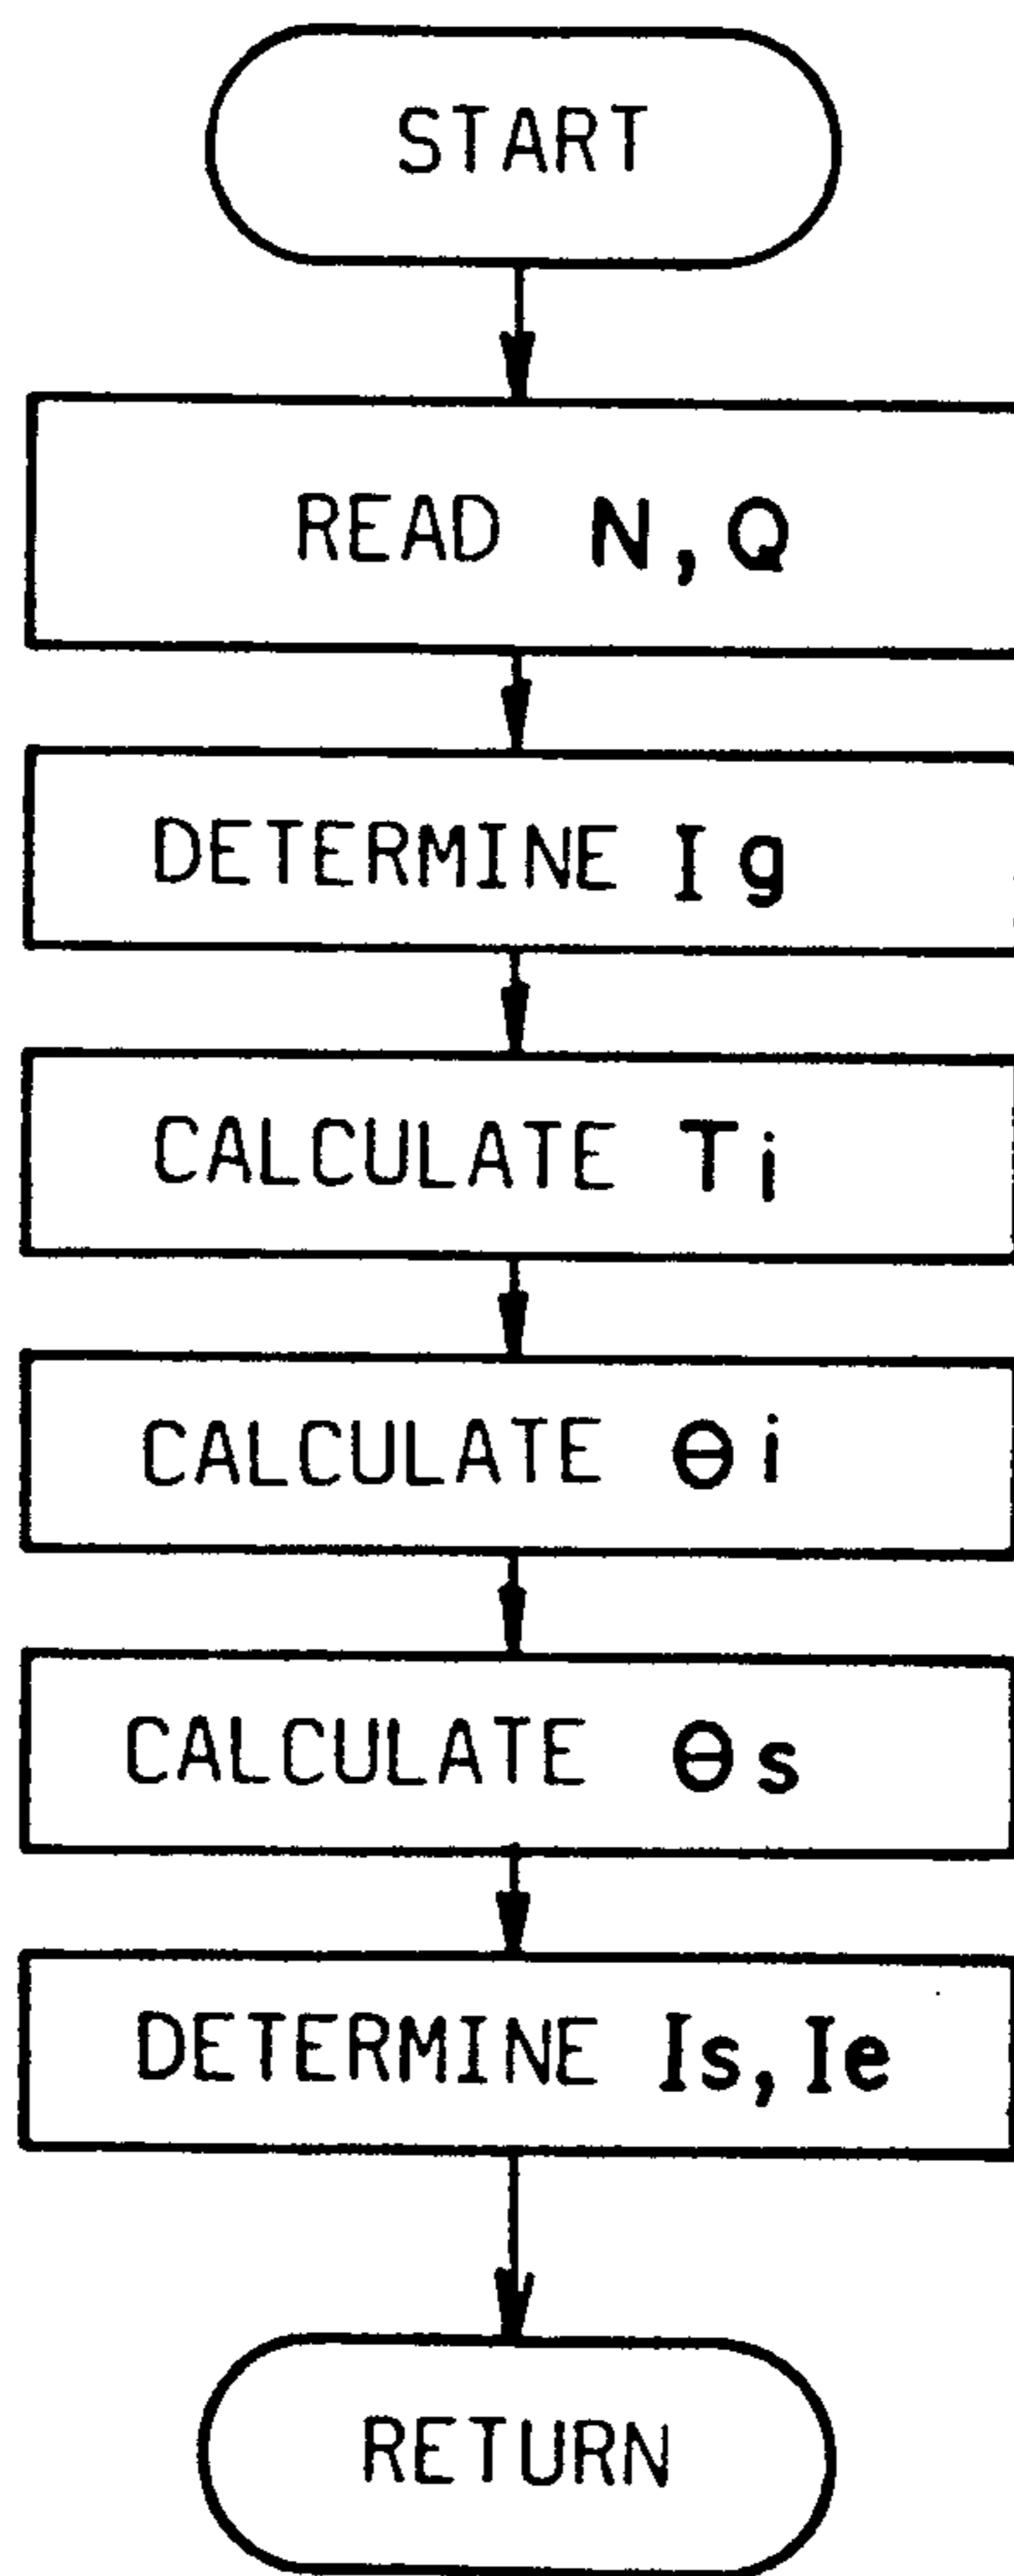 START
READ N,Q
DETERMINE Ig
CALCULATE Ti
CALCULATE θi
CALCULATE θs
DETERMINE Is,Ie
RETURN